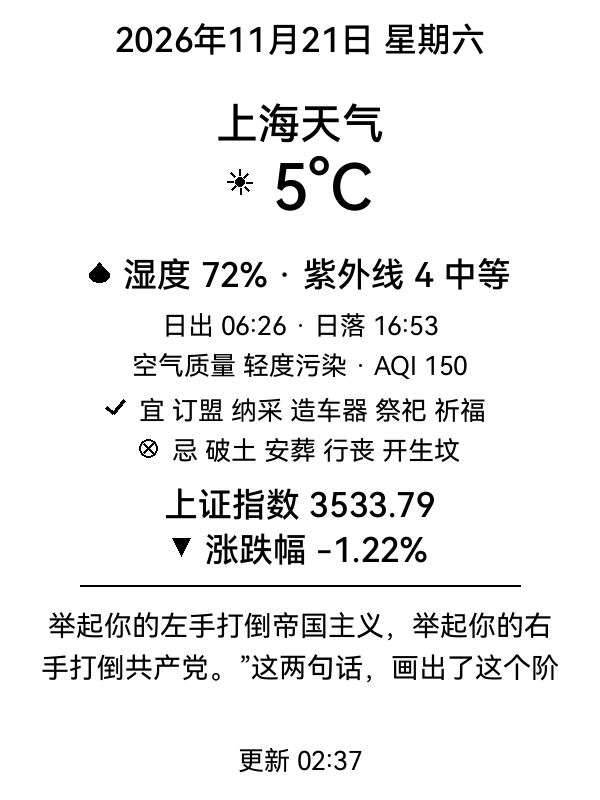 2026年11月21日 星期六
上海天气
5°C
湿度 72% · 紫外线 4 中等
日出 06:26 · 日落 16:53
空气质量 轻度污染 · AQI 150
宜 订盟 纳采 造车器 祭祀 祈福
忌 破土 安葬 行丧 开生坟
上证指数 3533.79
▼ 涨跌幅 -1.22%
举起你的左手打倒帝国主义，举起你的右
手打倒共产党。”这两句话，画出了这个阶
更新 02:37